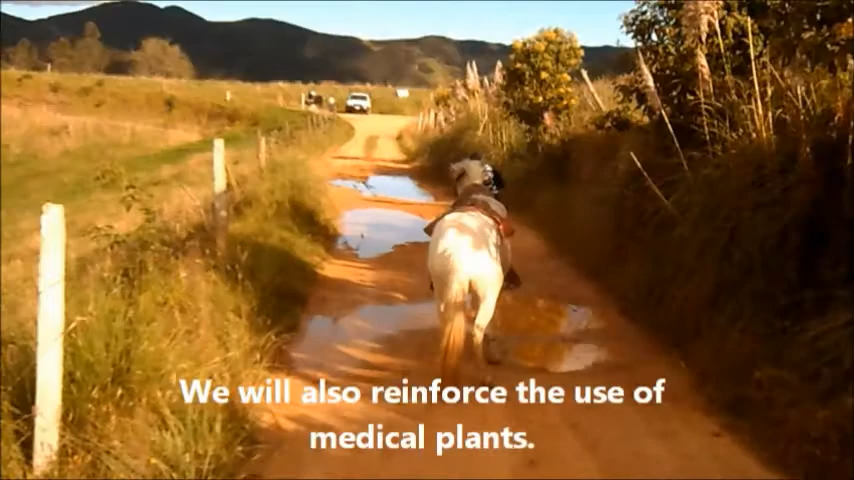 We will also reinforce the use of
medical plants.